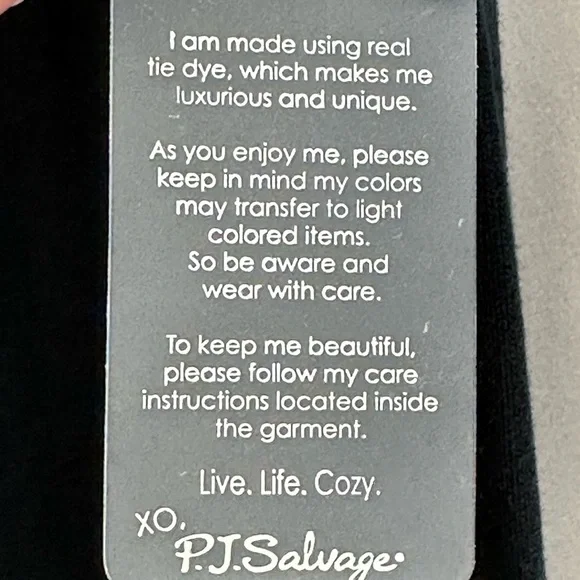 I am made using real
tie dye, which makes me
luxurious and unique.
As you enjoy me, please
keep in mind my colors
may transfer to light
colored items.
So be aware and
wear with care.
To keep me beautiful,
please follow my care
instructions located inside
the garment.
Live. Life. Cozy.
XO,
P.J.Salvage